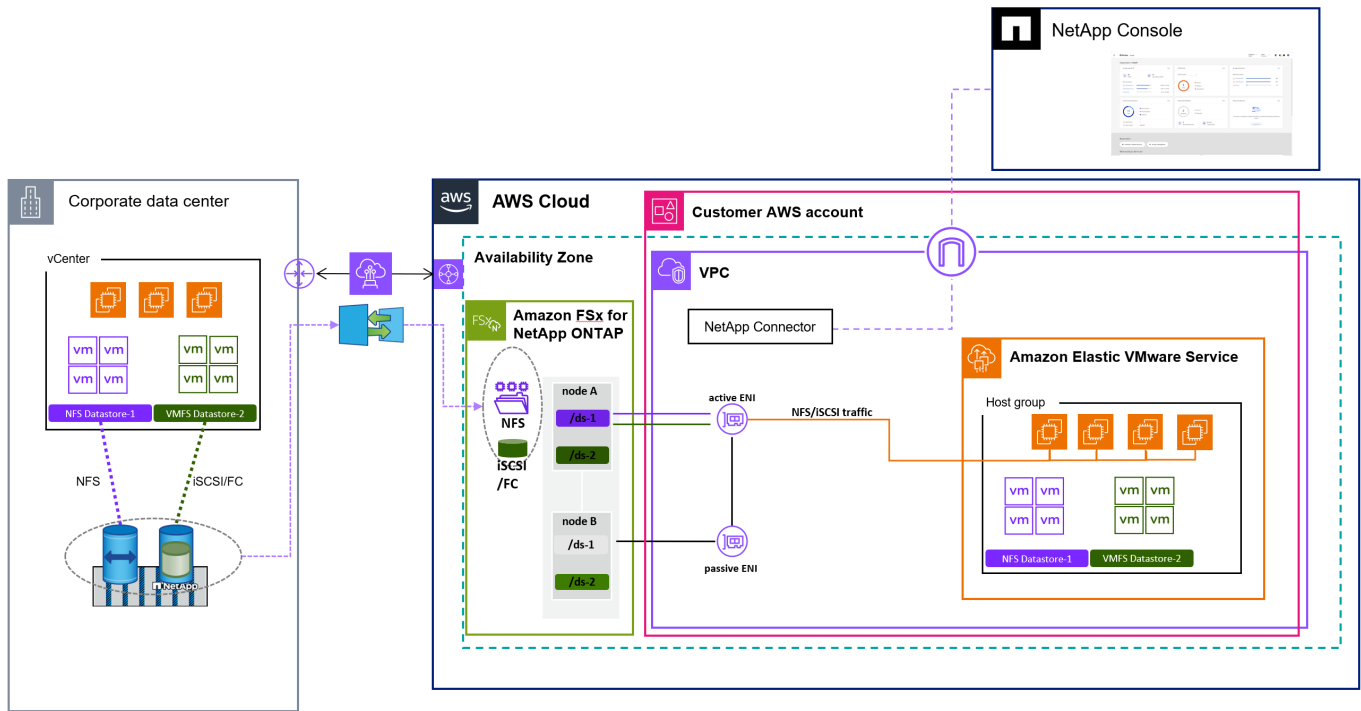 NetApp Console
Corporate data center
vCenter
vm vm vm vm
vm vm vm vm
NFS Datastore-1 VMFS Datastore-2
NFS iSCSI/FC
NetApp
aws AWS Cloud
Customer AWS account
Availability Zone
VPC
FSx N
Amazon FSx for
NetApp ONTAP
NetApp Connector
NFS
iSCSI
/FC
node A
/ds-1
/ds-2
node B
/ds-1
/ds-2
active ENI
NFS/iSCSI traffic
passive ENI
Amazon Elastic VMware Service
Host group
vm vm vm vm
vm vm vm vm
NFS Datastore-1 VMFS Datastore-2